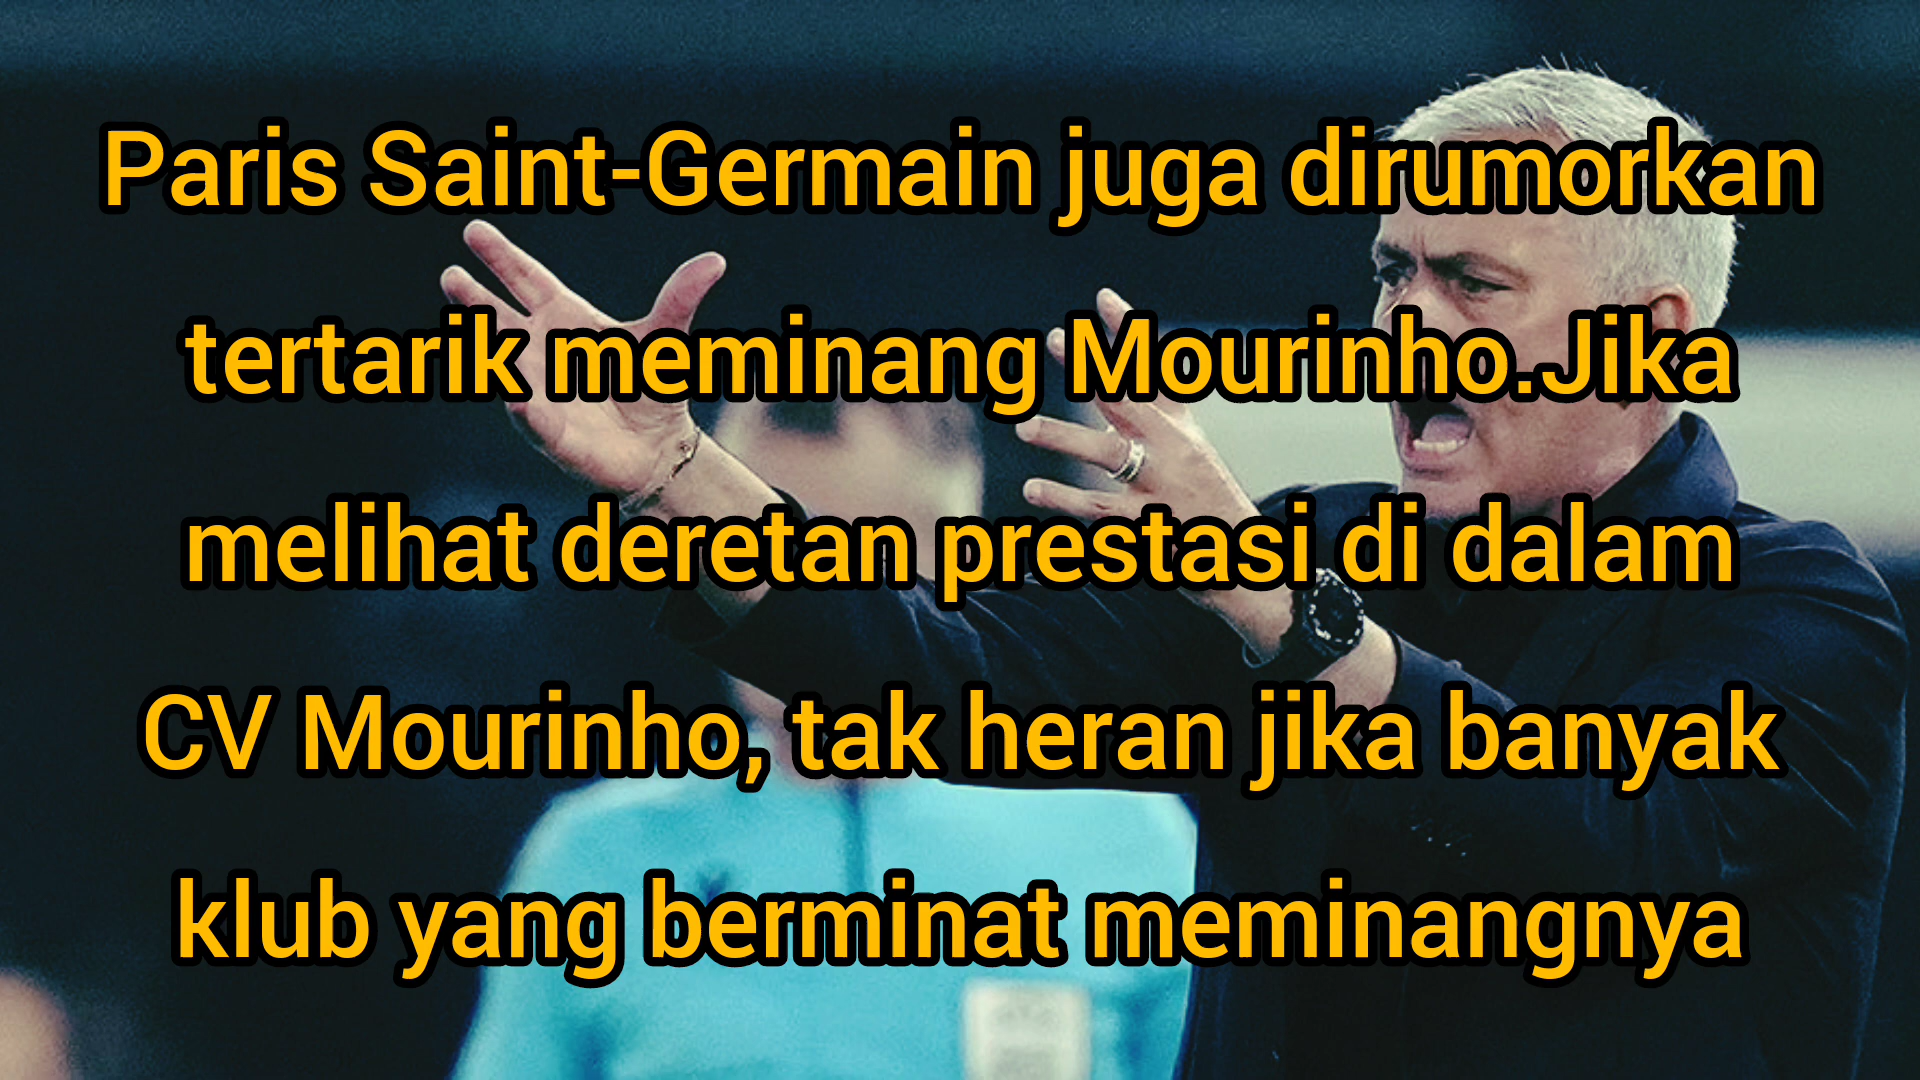 Paris Saint-Germain juga dirumorkan
tertarik meminang Mourinho.Jika
melihat deretan prestasi di dalam
CV Mourinho, tak heran jika banyak
klub yang berminat meminangnya